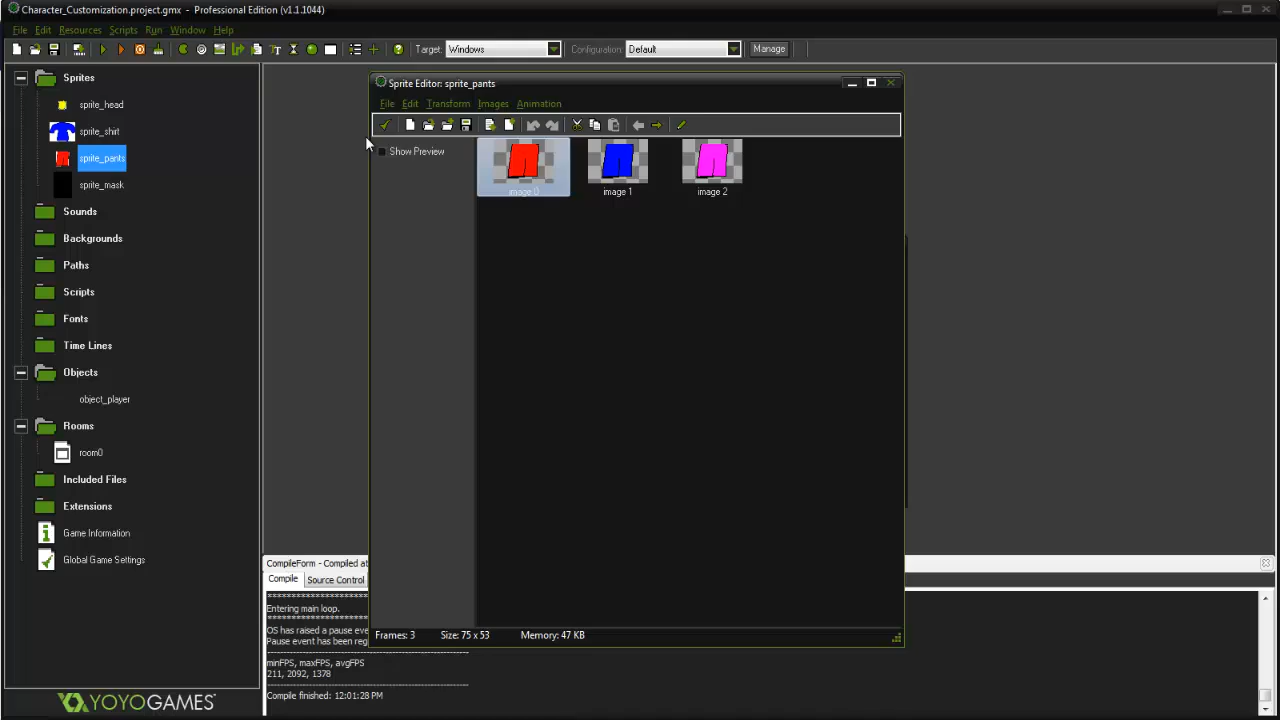 Character_Customization.project.gmx - Professional Edition (v1.1.1044)
File Edit Resources Scripts Run Window Help
Target: Windows Configuration: Default Manage
Sprites
sprite_head
sprite_shirt
sprite_pants
sprite_mask
Sounds
Backgrounds
Paths
Scripts
Fonts
Time Lines
Objects
object_player
Rooms
room0
Included Files
Extensions
Game Information
Global Game Settings
YOYOGAMES
Sprite Editor: sprite_pants
File Edit Transform Images Animation
Show Preview
image 0 image 1 image 2
Frames: 3 Size: 75 x 53 Memory: 47 KB
CompileForm - Compiled at
Compile Source Control
Entering main loop.
OS has raised a pause eve
Pause event has been reg
minFPS, maxFPS, avgFPS
211, 2092, 1378
Compile finished: 12:01:28 PM